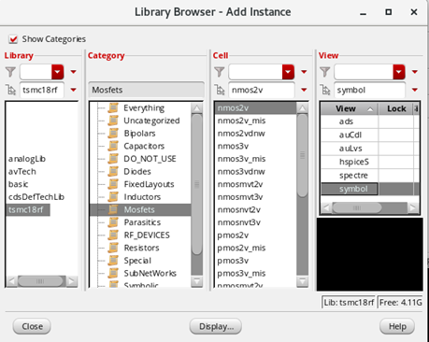 Library Browser - Add Instance
Show Categories
Library
Category
Cell
View
tsmc18rf
Mosfets
nmos2v
symbol
analogLib
avTech
basic
cdsDefTechLib
tsmc18rf
Everything
Uncategorized
Bipolars
Capacitors
DO_NOT_USE
Diodes
FixedLayouts
Inductors
Mosfets
Parasitics
RF_DEVICES
Resistors
Special
SubNetWorks
Symbolic
nmos2v
nmos2v_mis
nmos2vdnw
nmos3v
nmos3v_mis
nmos3vdnw
nmosmvt2v
nmosmvt3v
nmosnvt2v
nmosnvt3v
pmos2v
pmos2v_mis
pmos3v
pmos3v_mis
pmosmvt2v
View Lock
ads
auCdl
auLvs
hspiceS
spectre
symbol
Lib: tsmc18rf Free: 4.11G
Close
Display...
Help